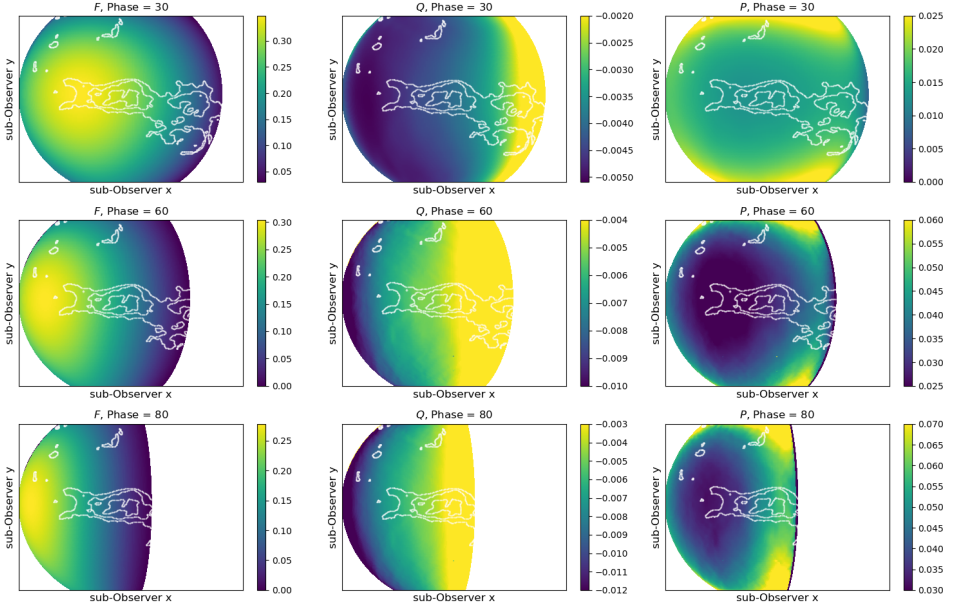 F, Phase = 30
sub-Observer y
sub-Observer x
0.30
0.25
0.20
0.15
0.10
0.05
Q, Phase = 30
sub-Observer y
sub-Observer x
−0.0020
−0.0025
−0.0030
−0.0035
−0.0040
−0.0045
−0.0050
P, Phase = 30
sub-Observer y
sub-Observer x
0.025
0.020
0.015
0.010
0.005
0.000
F, Phase = 60
sub-Observer y
sub-Observer x
0.30
0.25
0.20
0.15
0.10
0.05
0.00
Q, Phase = 60
sub-Observer y
sub-Observer x
−0.004
−0.005
−0.006
−0.007
−0.008
−0.009
−0.010
P, Phase = 60
sub-Observer y
sub-Observer x
0.060
0.055
0.050
0.045
0.040
0.035
0.030
0.025
F, Phase = 80
sub-Observer y
sub-Observer x
0.25
0.20
0.15
0.10
0.05
0.00
Q, Phase = 80
sub-Observer y
sub-Observer x
−0.003
−0.004
−0.005
−0.006
−0.007
−0.008
−0.009
−0.010
−0.011
−0.012
P, Phase = 80
sub-Observer y
sub-Observer x
0.070
0.065
0.060
0.055
0.050
0.045
0.040
0.035
0.030